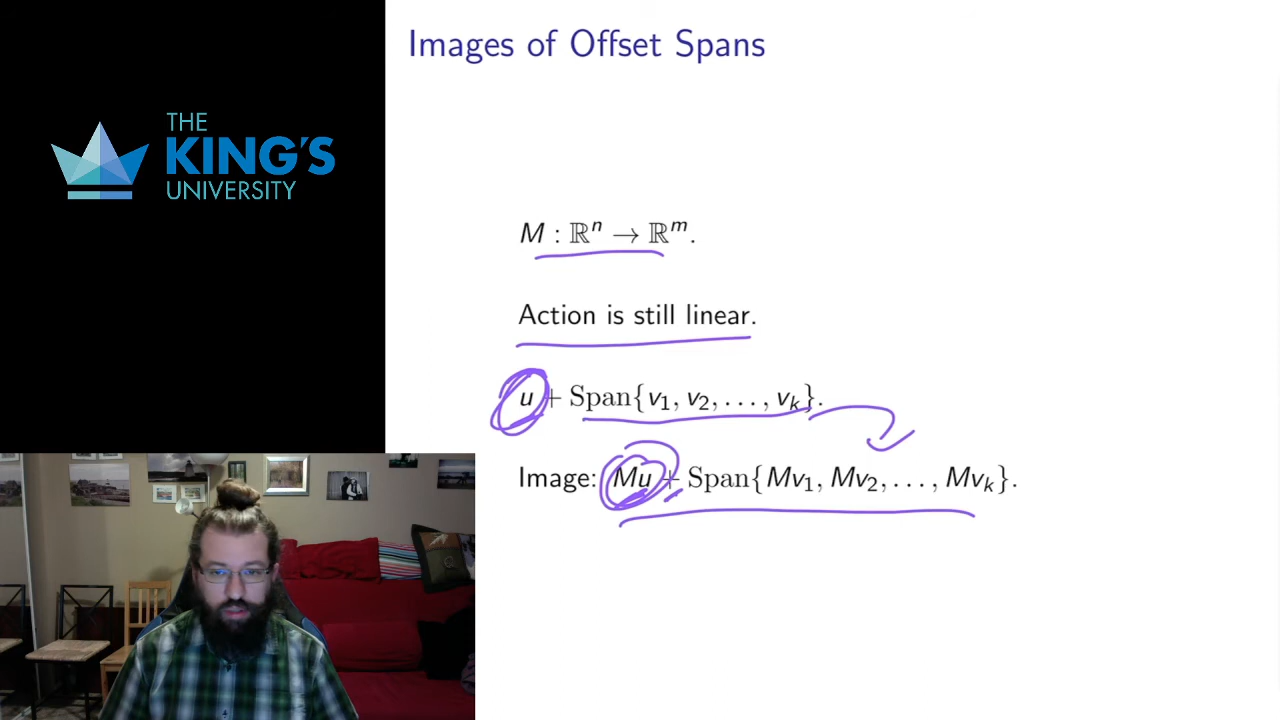 THE
KING'S
UNIVERSITY
Images of Offset Spans
M : ℝⁿ → ℝᵐ.
Action is still linear.
u + Span{v₁, v₂, . . . , vₖ}.
Image: Mu + Span{Mv₁, Mv₂, . . . , Mvₖ}.